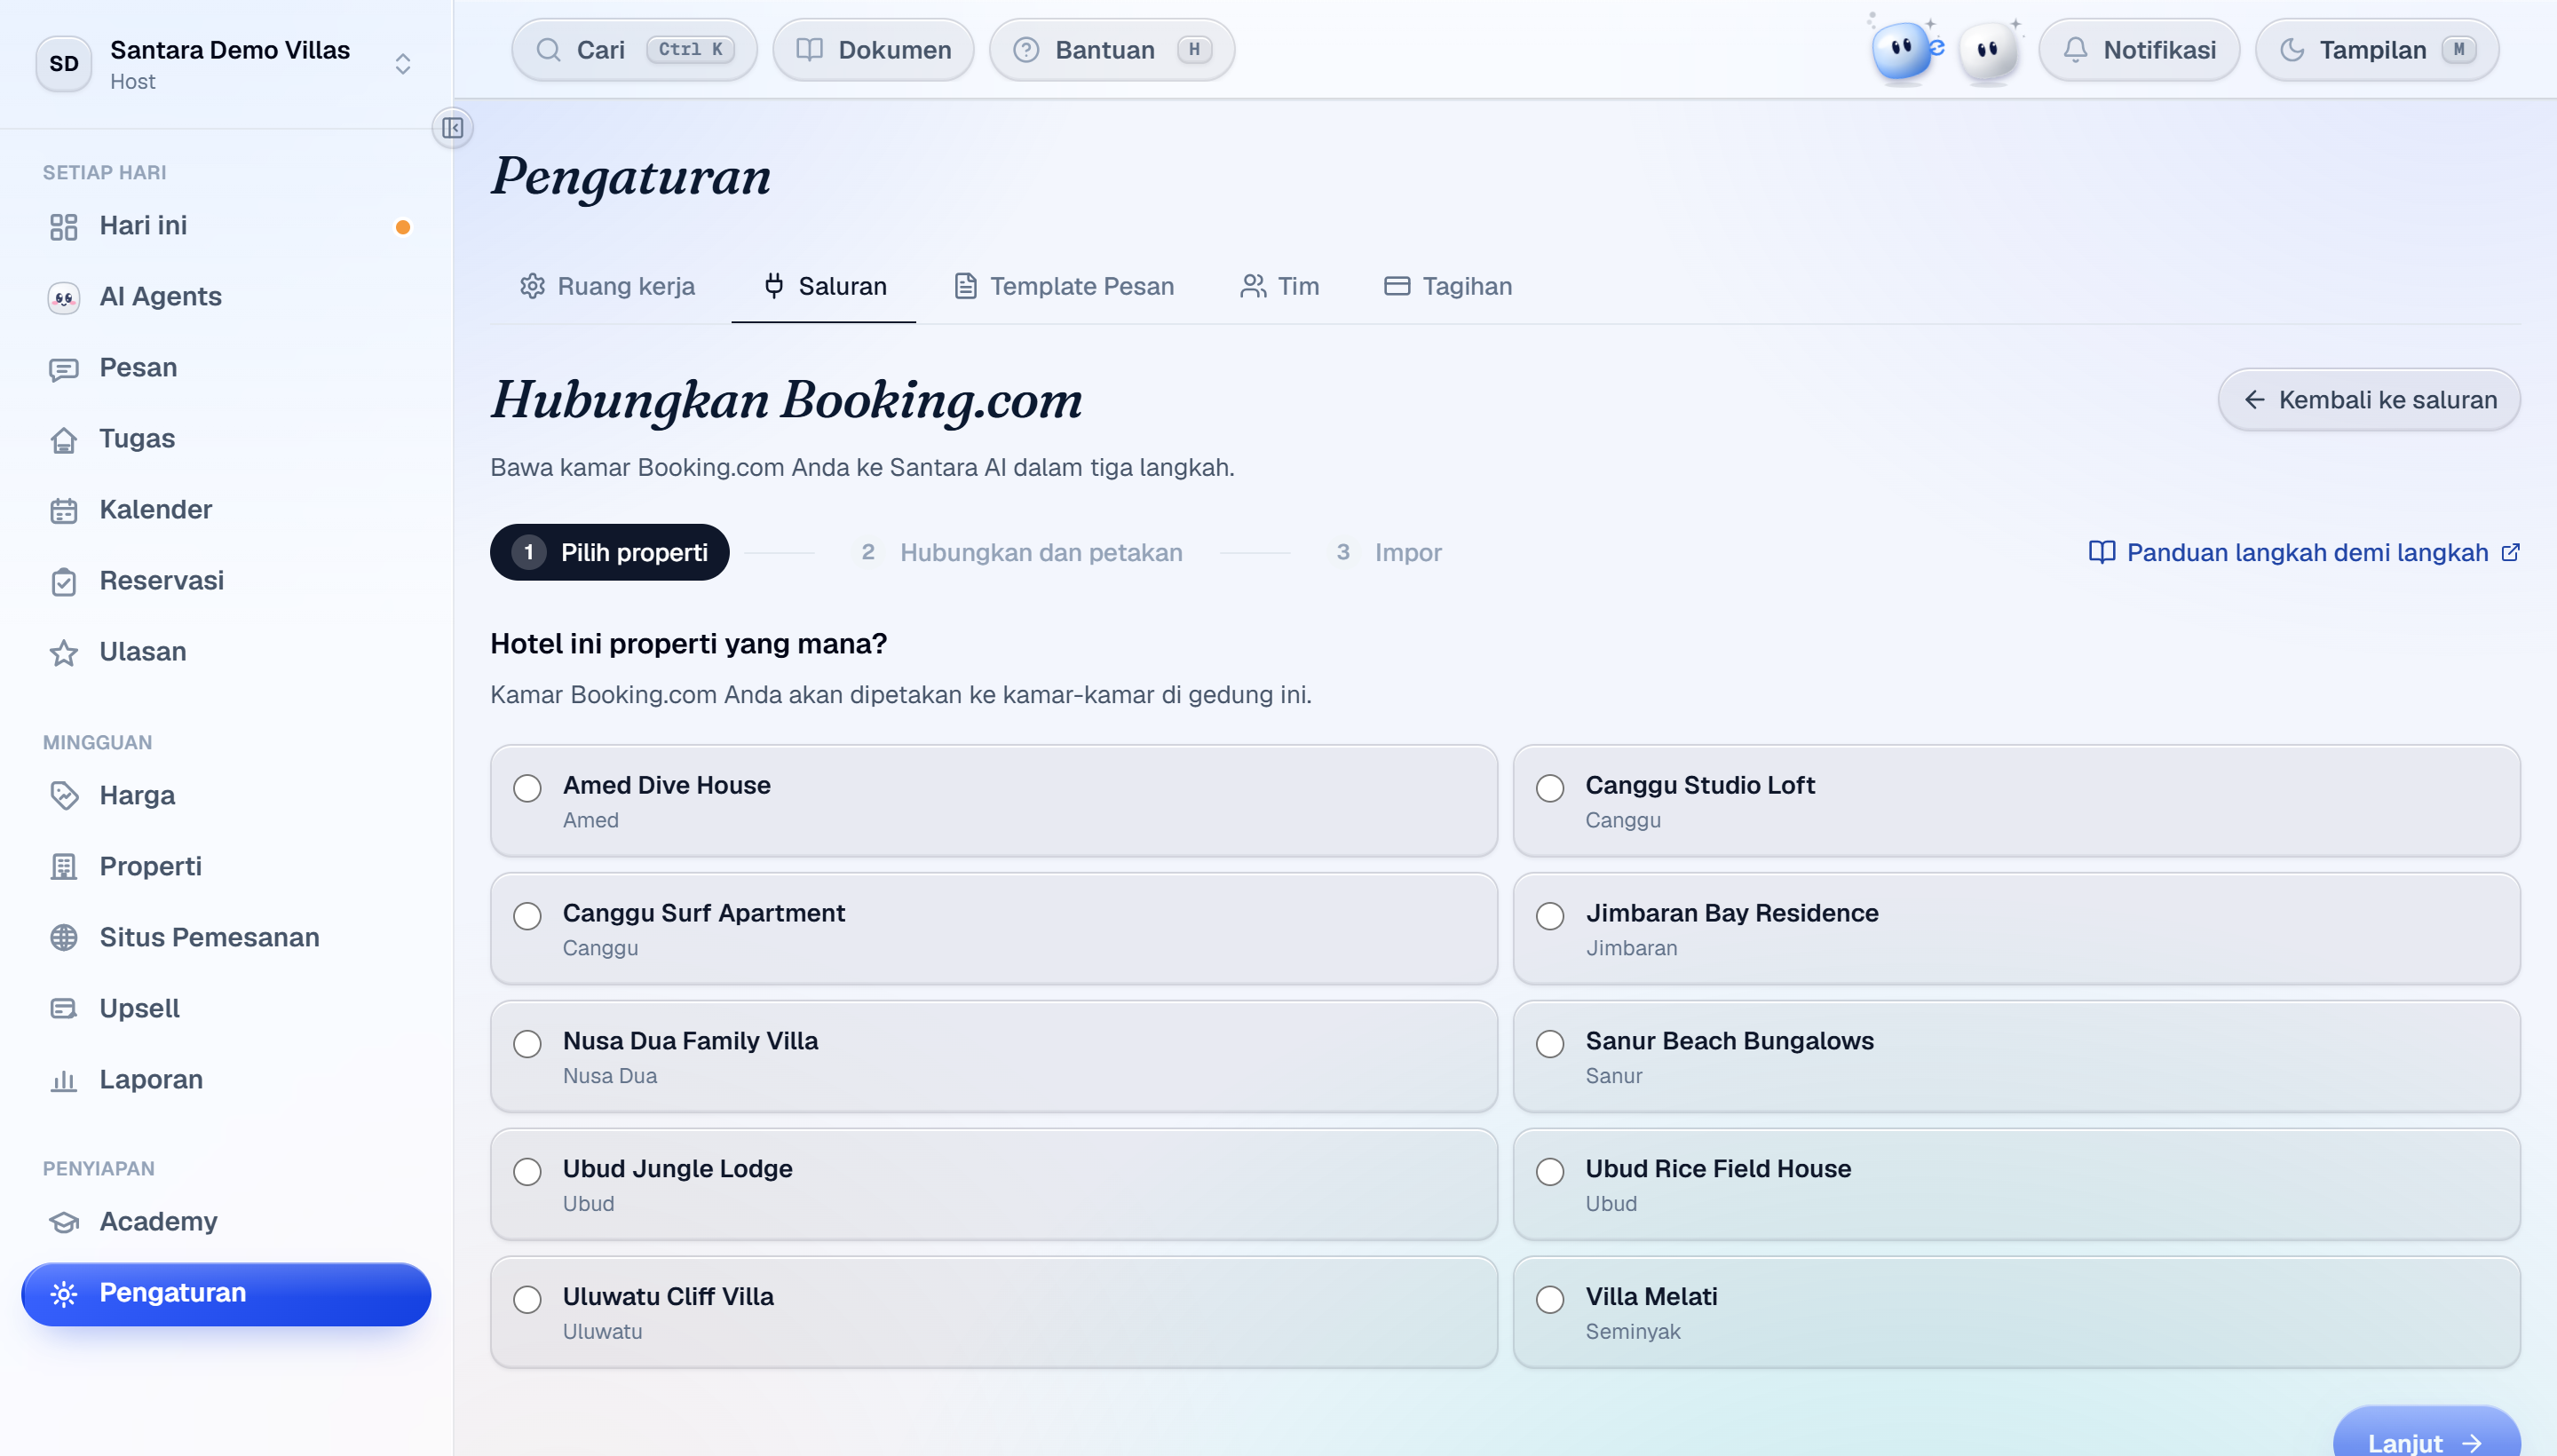 SD
Santara Demo Villas
Host
Cari Ctrl K
Dokumen
Bantuan H
Notifikasi
Tampilan M
SETIAP HARI
Hari ini
AI Agents
Pesan
Tugas
Kalender
Reservasi
Ulasan
MINGGUAN
Harga
Properti
Situs Pemesanan
Upsell
Laporan
PENYIAPAN
Academy
Pengaturan
Pengaturan
Ruang kerja
Saluran
Template Pesan
Tim
Tagihan
Hubungkan Booking.com
Kembali ke saluran
Bawa kamar Booking.com Anda ke Santara AI dalam tiga langkah.
1 Pilih properti
2 Hubungkan dan petakan
3 Impor
Panduan langkah demi langkah
Hotel ini properti yang mana?
Kamar Booking.com Anda akan dipetakan ke kamar-kamar di gedung ini.
Amed Dive House
Amed
Canggu Studio Loft
Canggu
Canggu Surf Apartment
Canggu
Jimbaran Bay Residence
Jimbaran
Nusa Dua Family Villa
Nusa Dua
Sanur Beach Bungalows
Sanur
Ubud Jungle Lodge
Ubud
Ubud Rice Field House
Ubud
Uluwatu Cliff Villa
Uluwatu
Villa Melati
Seminyak
Lanjut